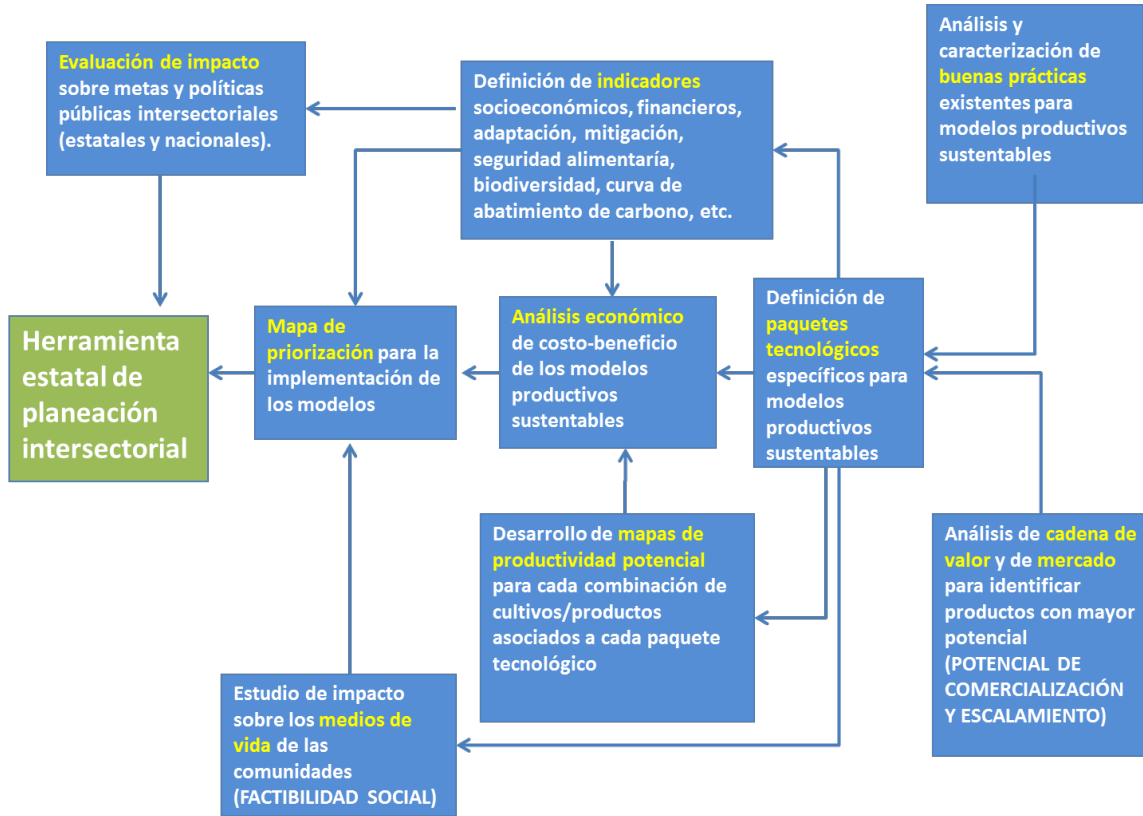 Evaluación de impacto
sobre metas y políticas
públicas intersectoriales
(estatales y nacionales).
Definición de indicadores
socioeconómicos, financieros,
adaptación, mitigación,
seguridad alimentaría,
biodiversidad, curva de
abatimiento de carbono, etc.
Análisis y
caracterización de
buenas prácticas
existentes para
modelos productivos
sustentables
Herramienta
estatal de
planeación
intersectorial
Mapa de
priorización para la
implementación de
los modelos
Análisis económico
de costo-beneficio
de los modelos
productivos
sustentables
Definición de
paquetes
tecnológicos
específicos para
modelos
productivos
sustentables
Desarrollo de mapas de
productividad potencial
para cada combinación de
cultivos/productos
asociados a cada paquete
tecnológico
Análisis de cadena de
valor y de mercado
para identificar
productos con mayor
potencial
(POTENCIAL DE
COMERCIALIZACIÓN
Y ESCALAMIENTO)
Estudio de impacto
sobre los medios de
vida de las
comunidades
(FACTIBILIDAD SOCIAL)